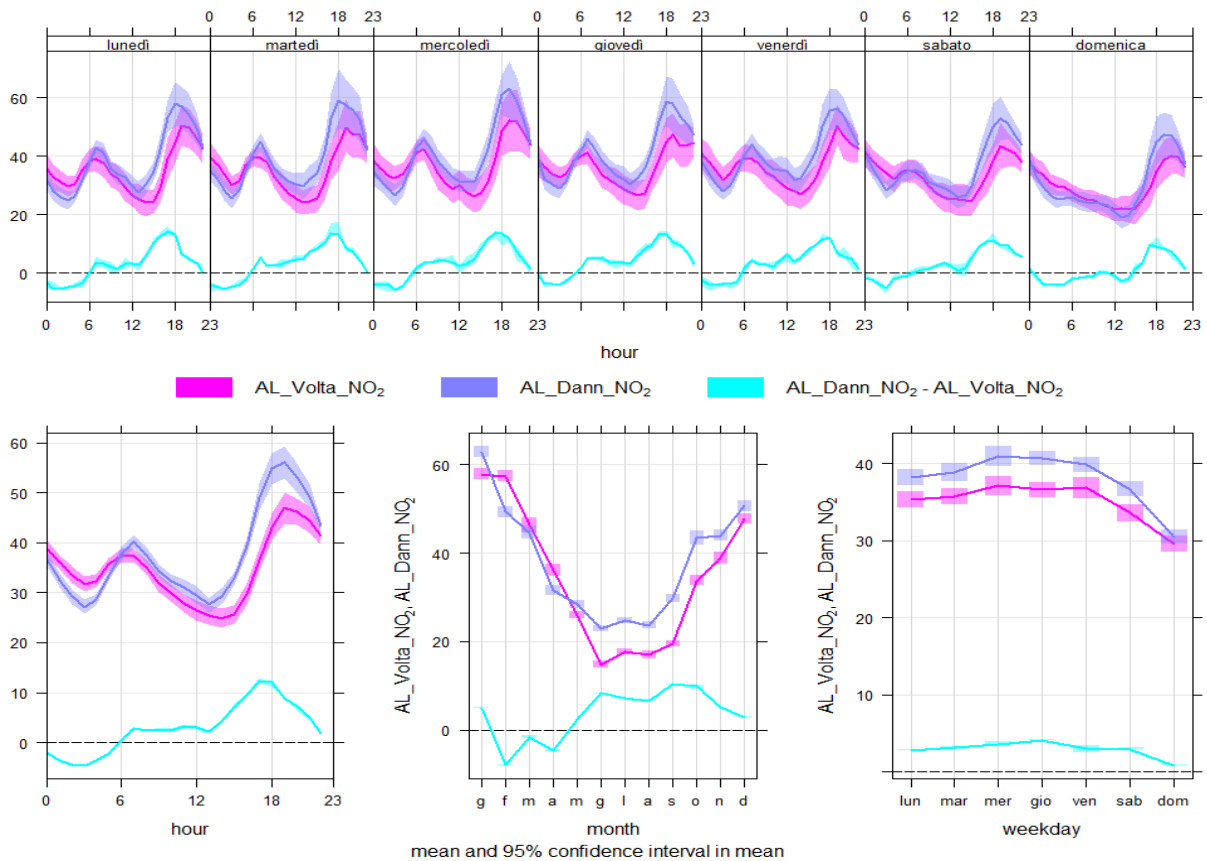 0 6 12 18 23 0 6 12 18 23 0 6 12 18 23
lunedì martedì mercoledì giovedì venerdì sabato domenica
60
40
20
0
0 6 12 18 23 0 6 12 18 23 0 6 12 18 23 0 6 12 18 23
hour
AL_Volta_NO₂ AL_Dann_NO₂ AL_Dann_NO₂ - AL_Volta_NO₂
60
50
40
30
20
10
0
0 6 12 18 23
hour
AL_Volta_NO₂, AL_Dann_NO₂
60
40
20
0
g f m a m g l a s o n d
month
AL_Volta_NO₂, AL_Dann_NO₂
40
30
10
lun mar mer gio ven sab dom
weekday
mean and 95% confidence interval in mean